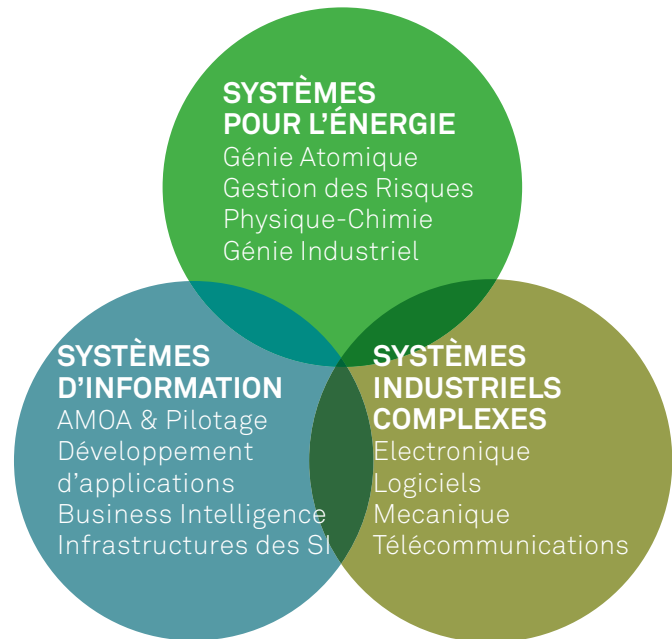 SYSTÈMES
POUR L'ÉNERGIE
Génie Atomique
Gestion des Risques
Physique-Chimie
Génie Industriel
SYSTÈMES
D'INFORMATION
AMOA & Pilotage
Développement
d'applications
Business Intelligence
Infrastructures des SI
SYSTÈMES
INDUSTRIELS
COMPLEXES
Electronique
Logiciels
Mecanique
Télécommunications